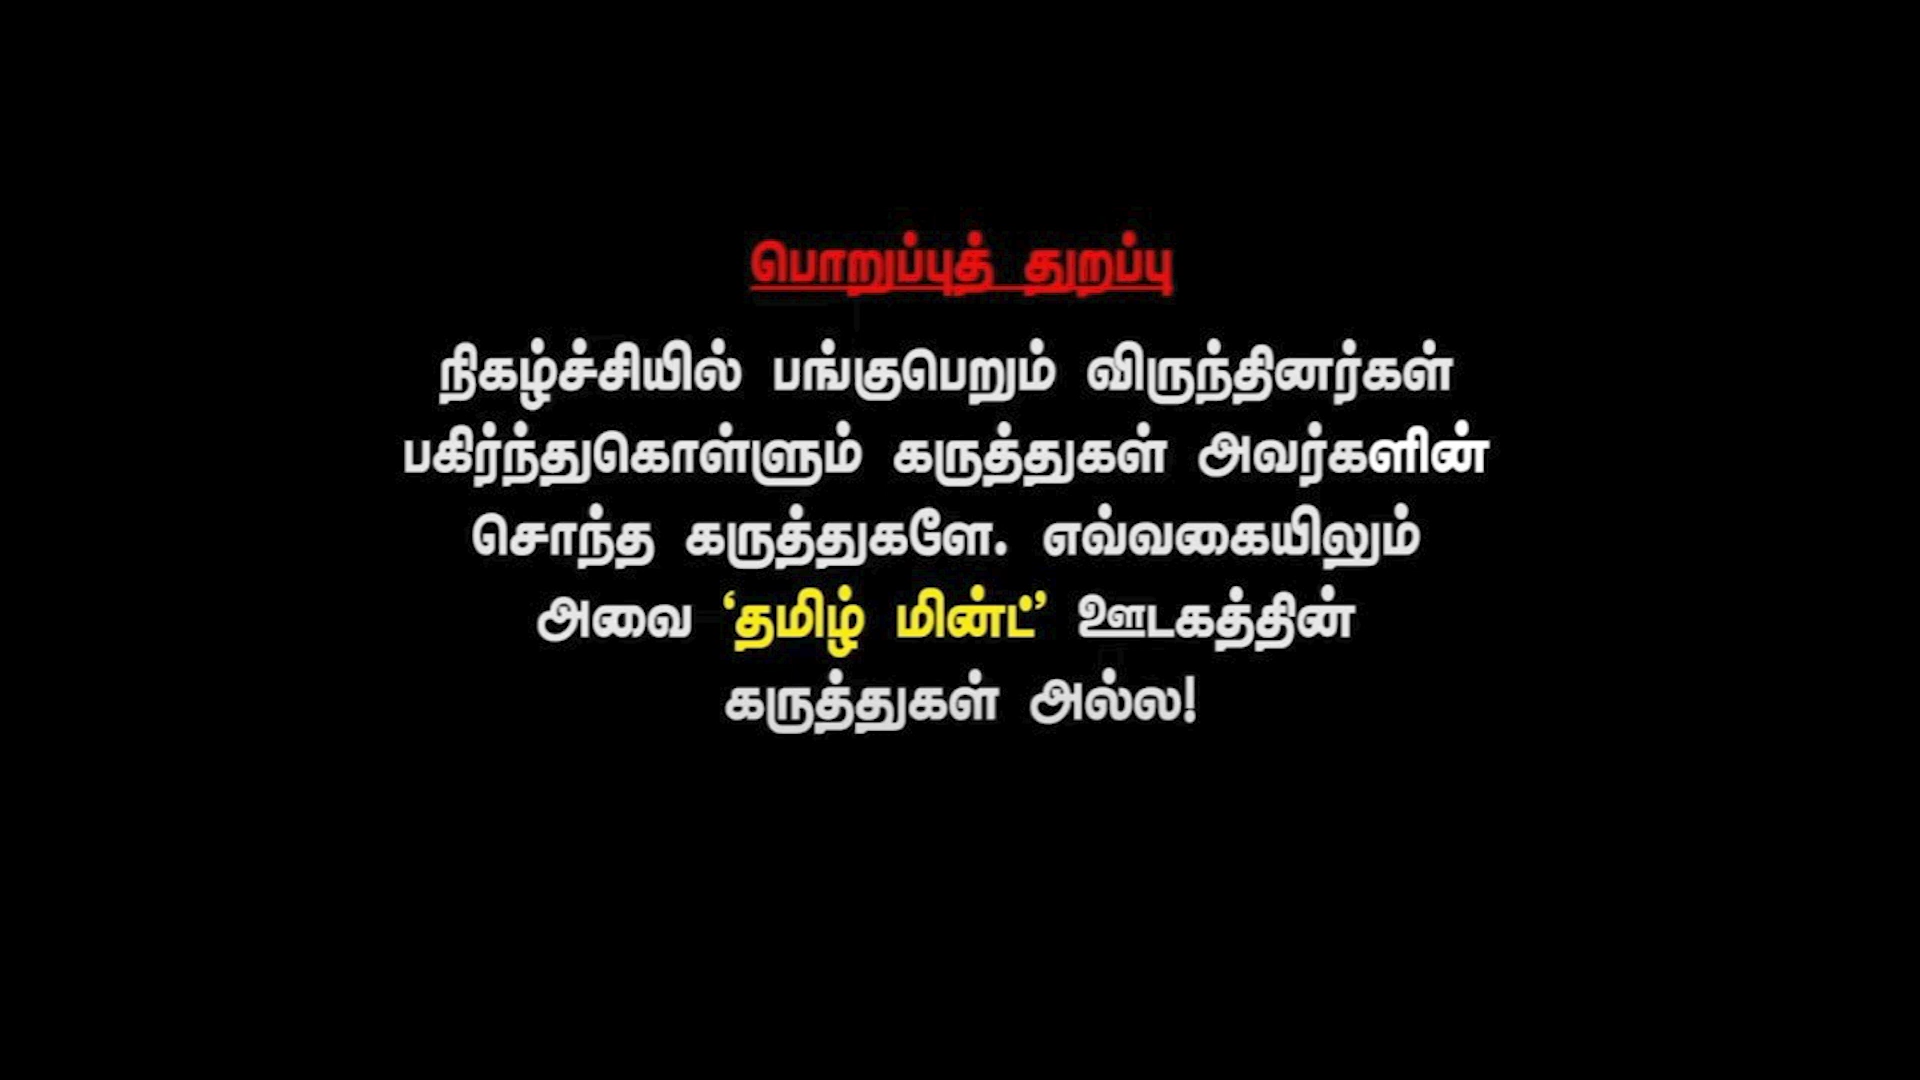 பொறுப்புத் துறப்பு
நிகழ்ச்சியில் பங்குபெறும் விருந்தினர்கள்
பகிர்ந்துகொள்ளும் கருத்துகள் அவர்களின்
சொந்த கருத்துகளே. எவ்வகையிலும்
அவை ‘தமிழ் மின்ட்’ ஊடகத்தின்
கருத்துகள் அல்ல!